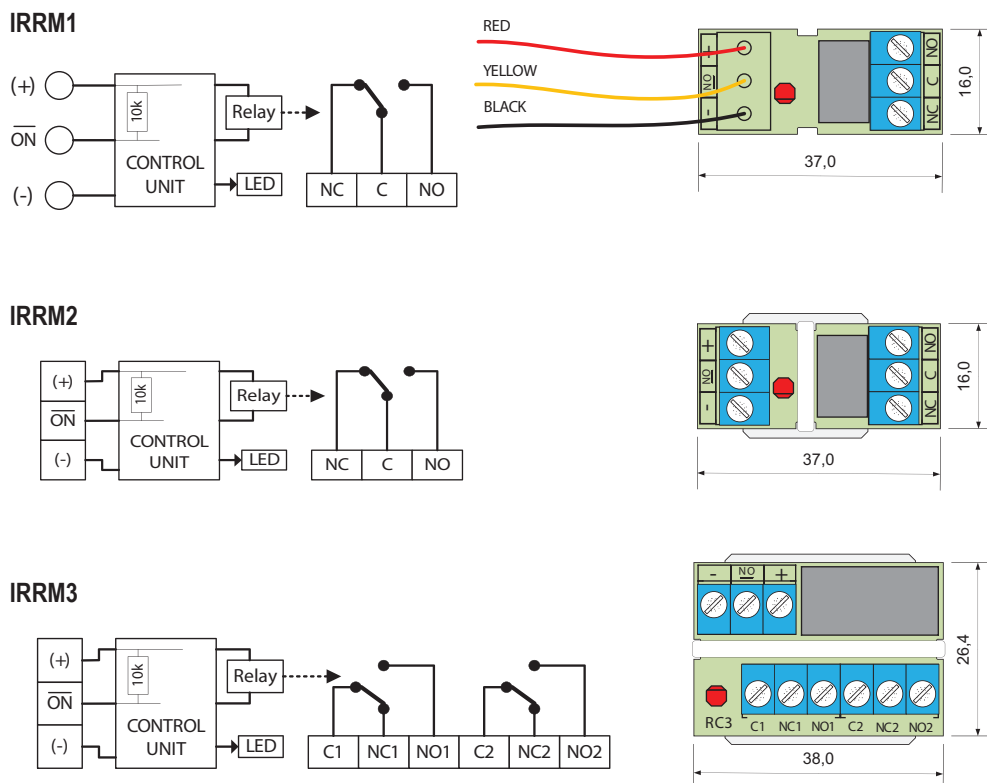 IRRM1
(+)
ON
(-)
10k
CONTROL
UNIT
Relay
LED
NC C NO
RED
YELLOW
BLACK
+
ON
-
NO
C
NC
16,0
37,0
IRRM2
(+)
ON
(-)
10k
CONTROL
UNIT
Relay
LED
NC C NO
+
ON
-
NO
C
NC
16,0
37,0
IRRM3
(+)
ON
(-)
10k
CONTROL
UNIT
Relay
LED
C1 NC1 NO1 C2 NC2 NO2
- NO +
RC3 C1 NC1 NO1 C2 NC2 NO2
26,4
38,0